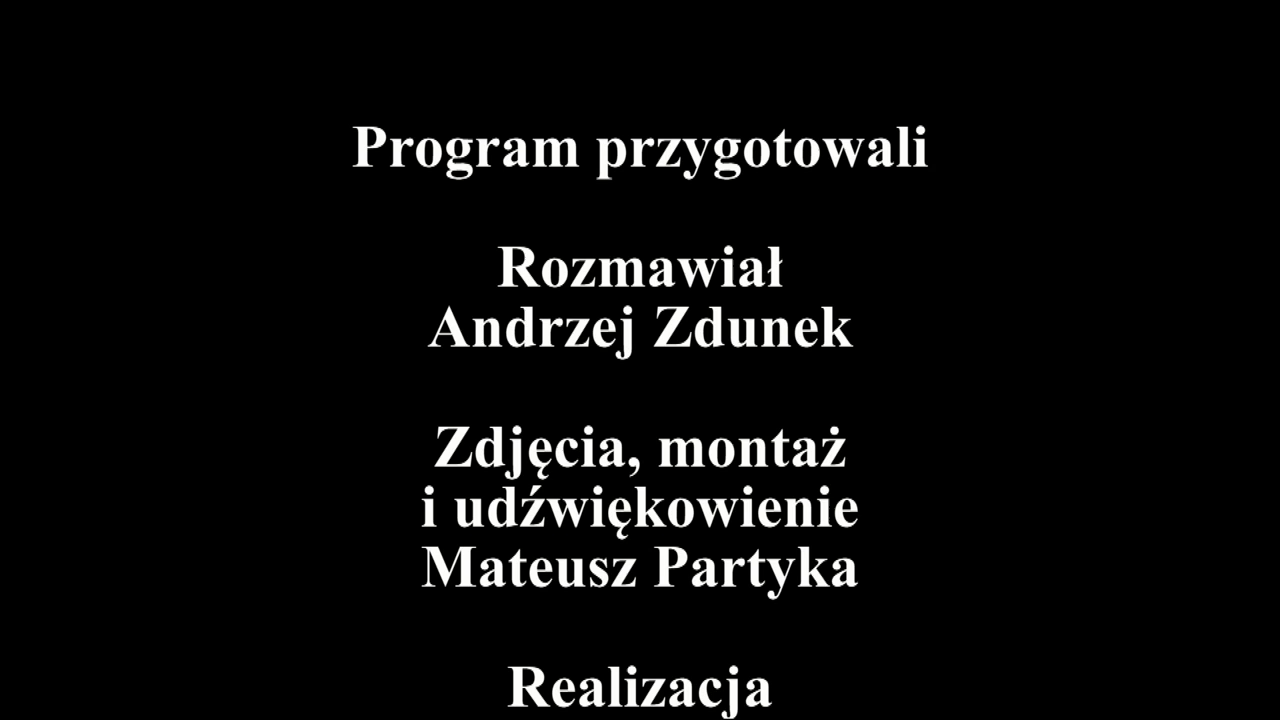 Program przygotowali
Rozmawiał
Andrzej Zdunek
Zdjęcia, montaż
i udźwiękowienie
Mateusz Partyka
Realizacja